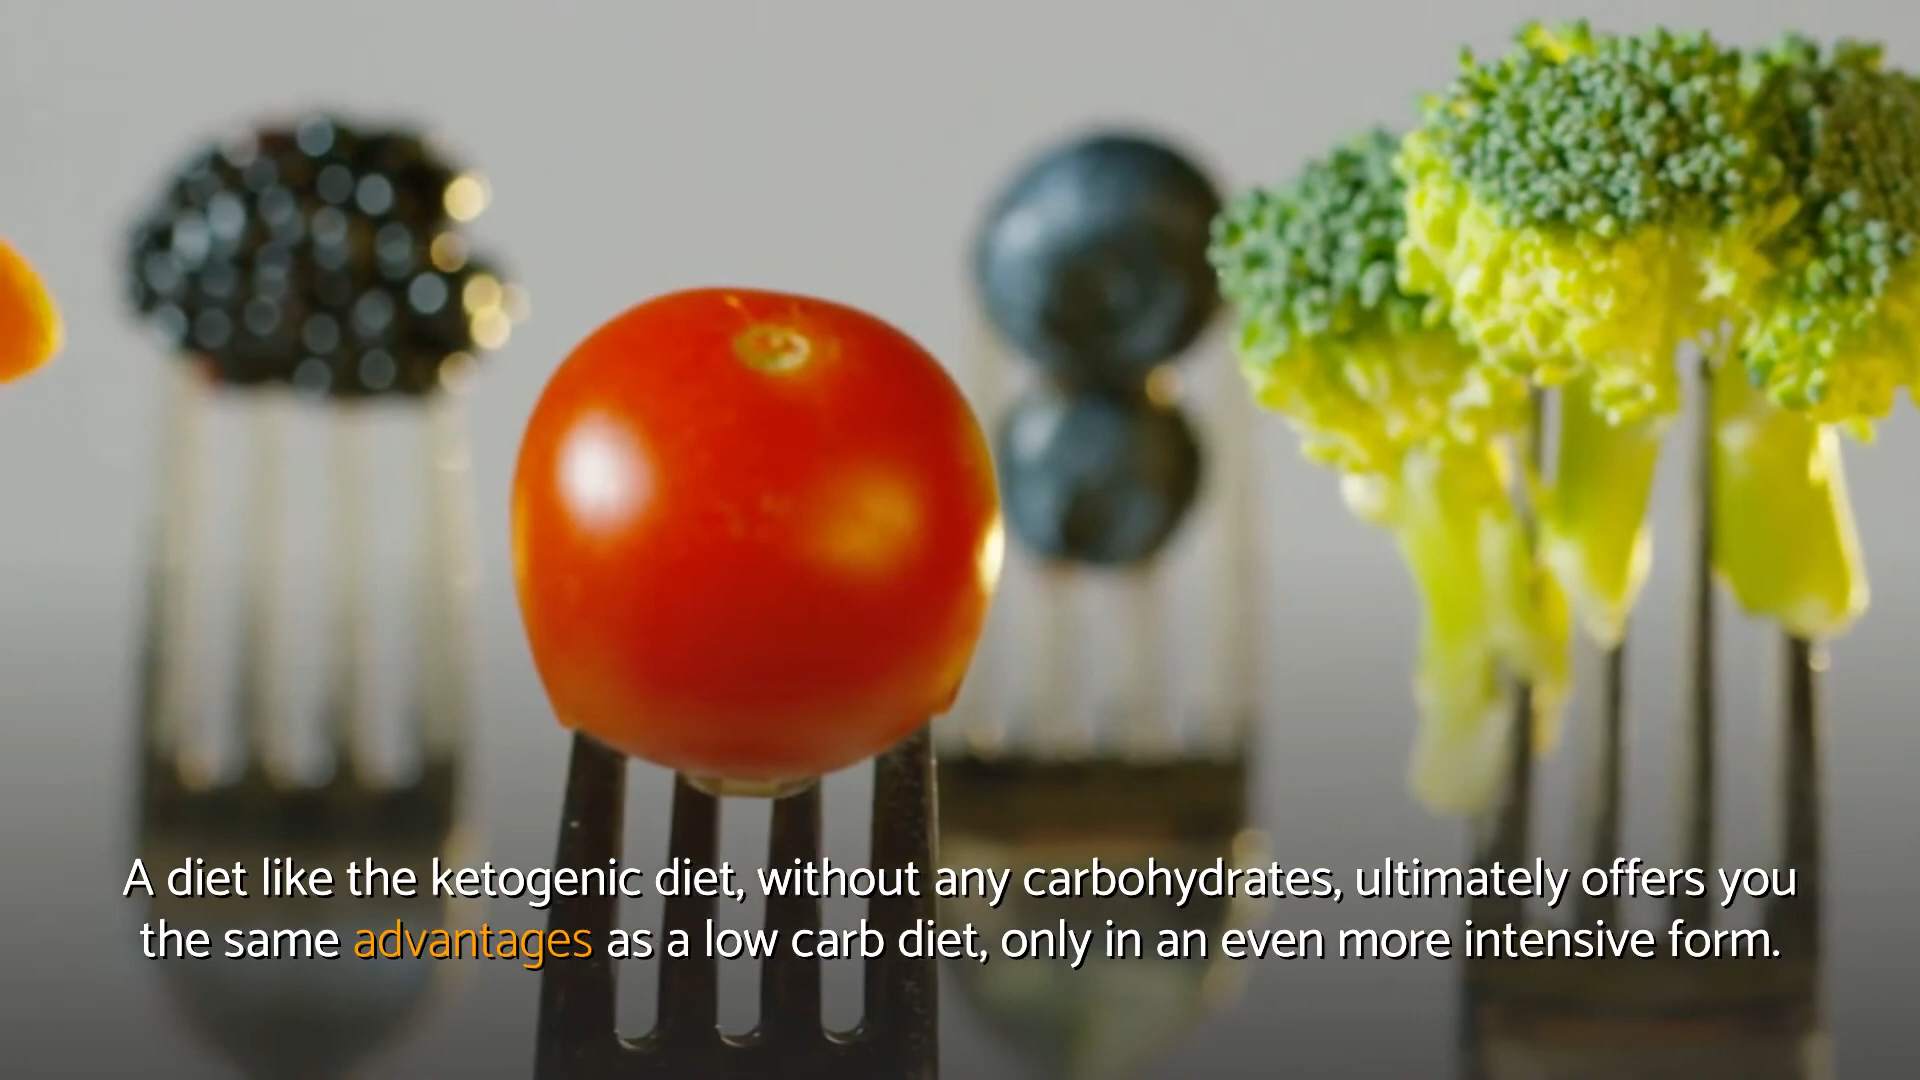 A diet like the ketogenic diet, without any carbohydrates, ultimately offers you
the same advantages as a low carb diet, only in an even more intensive form.